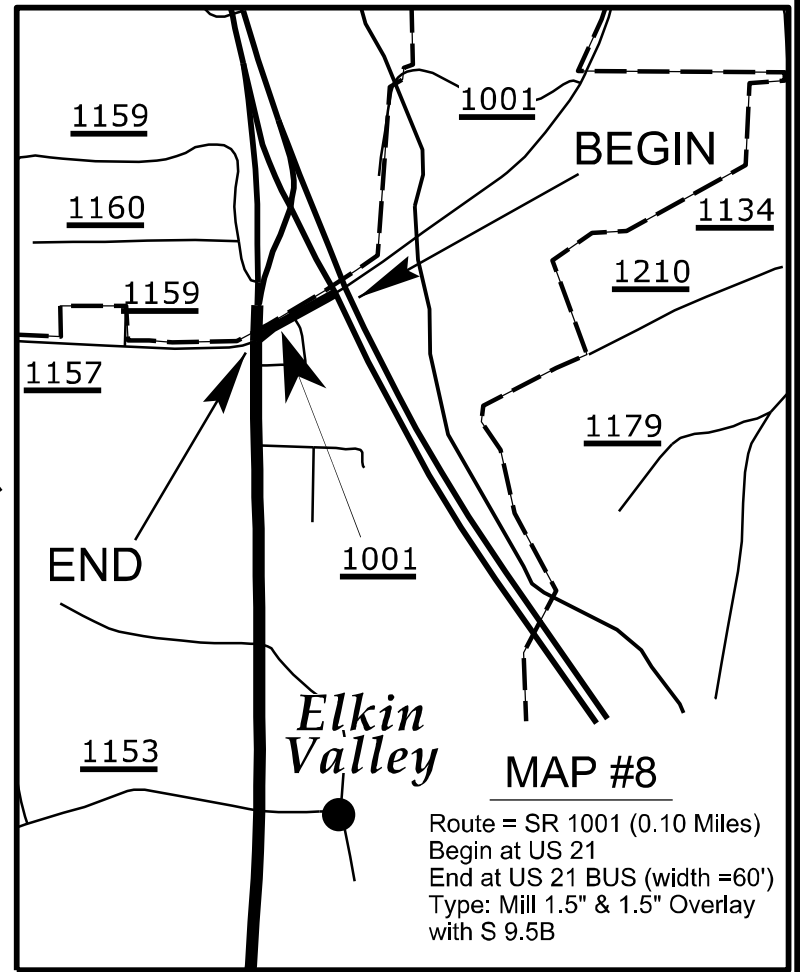 1001
1159
BEGIN
1160
1134
1210
1159
1157
1179
1001
END
Elkin
Valley
1153
MAP #8
Route = SR 1001 (0.10 Miles)
Begin at US 21
End at US 21 BUS (width =60')
Type: Mill 1.5" & 1.5" Overlay
with S 9.5B